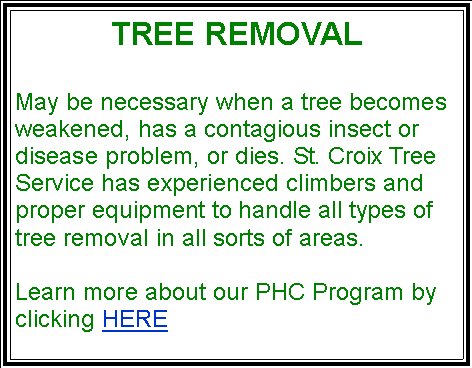 TREE REMOVAL
May be necessary when a tree becomes
weakened, has a contagious insect or
disease problem, or dies. St. Croix Tree
Service has experienced climbers and
proper equipment to handle all types of
tree removal in all sorts of areas.
Learn more about our PHC Program by
clicking HERE